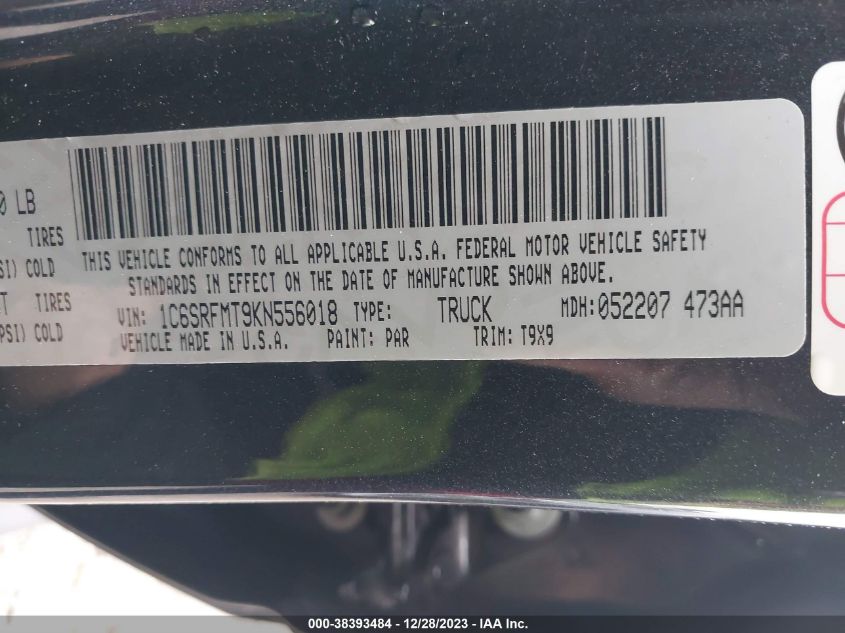 0 LB
TIRES
SI) COLD
THIS VEHICLE CONFORMS TO ALL APPLICABLE U.S.A. FEDERAL MOTOR VEHICLE SAFETY
STANDARDS IN EFFECT ON THE DATE OF MANUFACTURE SHOWN ABOVE.
T TIRES
PSI) COLD
VIN: 1C6SRFMT9KN556018 TYPE: TRUCK MDH:052207 473AA
VEHICLE MADE IN U.S.A. PAINT: PAR TRIM: T9X9
000-38393484 - 12/28/2023 - IAA Inc.